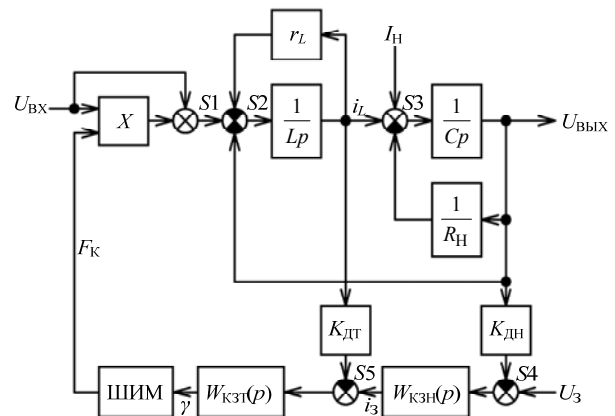 r_L
I_Н
U_ВХ
X
S1
S2
1/Lp
i_L
S3
1/Cp
U_ВЫХ
1/R_Н
F_К
K_ДТ
K_ДН
ШИМ
γ
W_КЗТ(p)
S5
i_З
W_КЗН(p)
S4
U_З